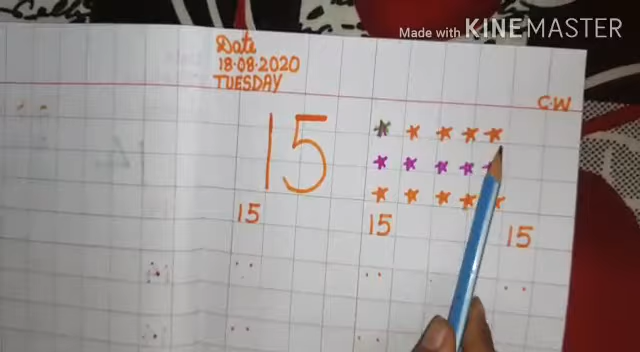 Made with KINEMASTER
Date
18.08.2020
TUESDAY
C.W
15
15 15 15